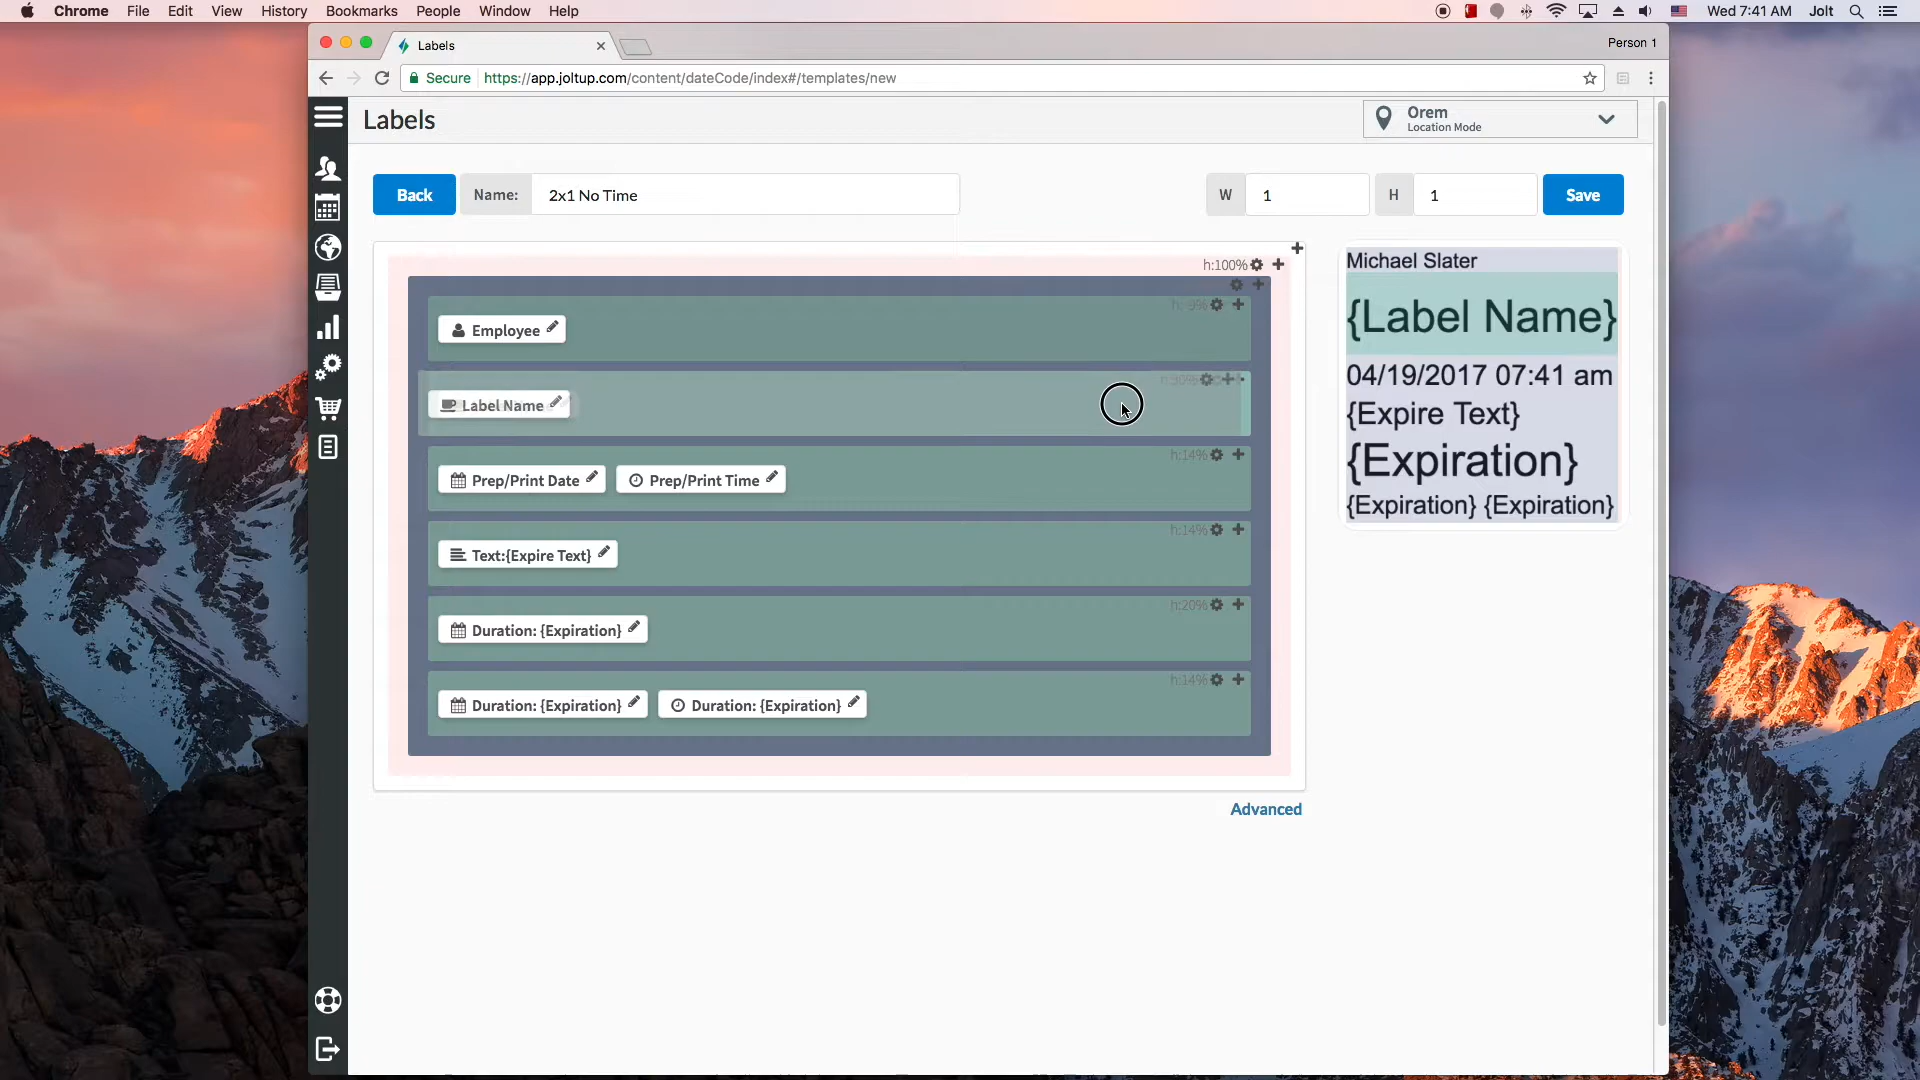 Chrome File Edit View History Bookmarks People Window Help Wed 7:41 AM Jolt
Labels Person 1
Secure https://app.joltup.com/content/dateCode/index#/templates/new
Labels Orem
Location Mode
Back Name: 2x1 No Time W 1 H 1 Save
h:100%
Employee
Label Name
h:14%
Prep/Print Date Prep/Print Time
h:14%
Text:{Expire Text}
h:20%
Duration: {Expiration}
h:14%
Duration: {Expiration} Duration: {Expiration}
Advanced
Michael Slater
{Label Name}
04/19/2017 07:41 am
{Expire Text}
{Expiration}
{Expiration} {Expiration}